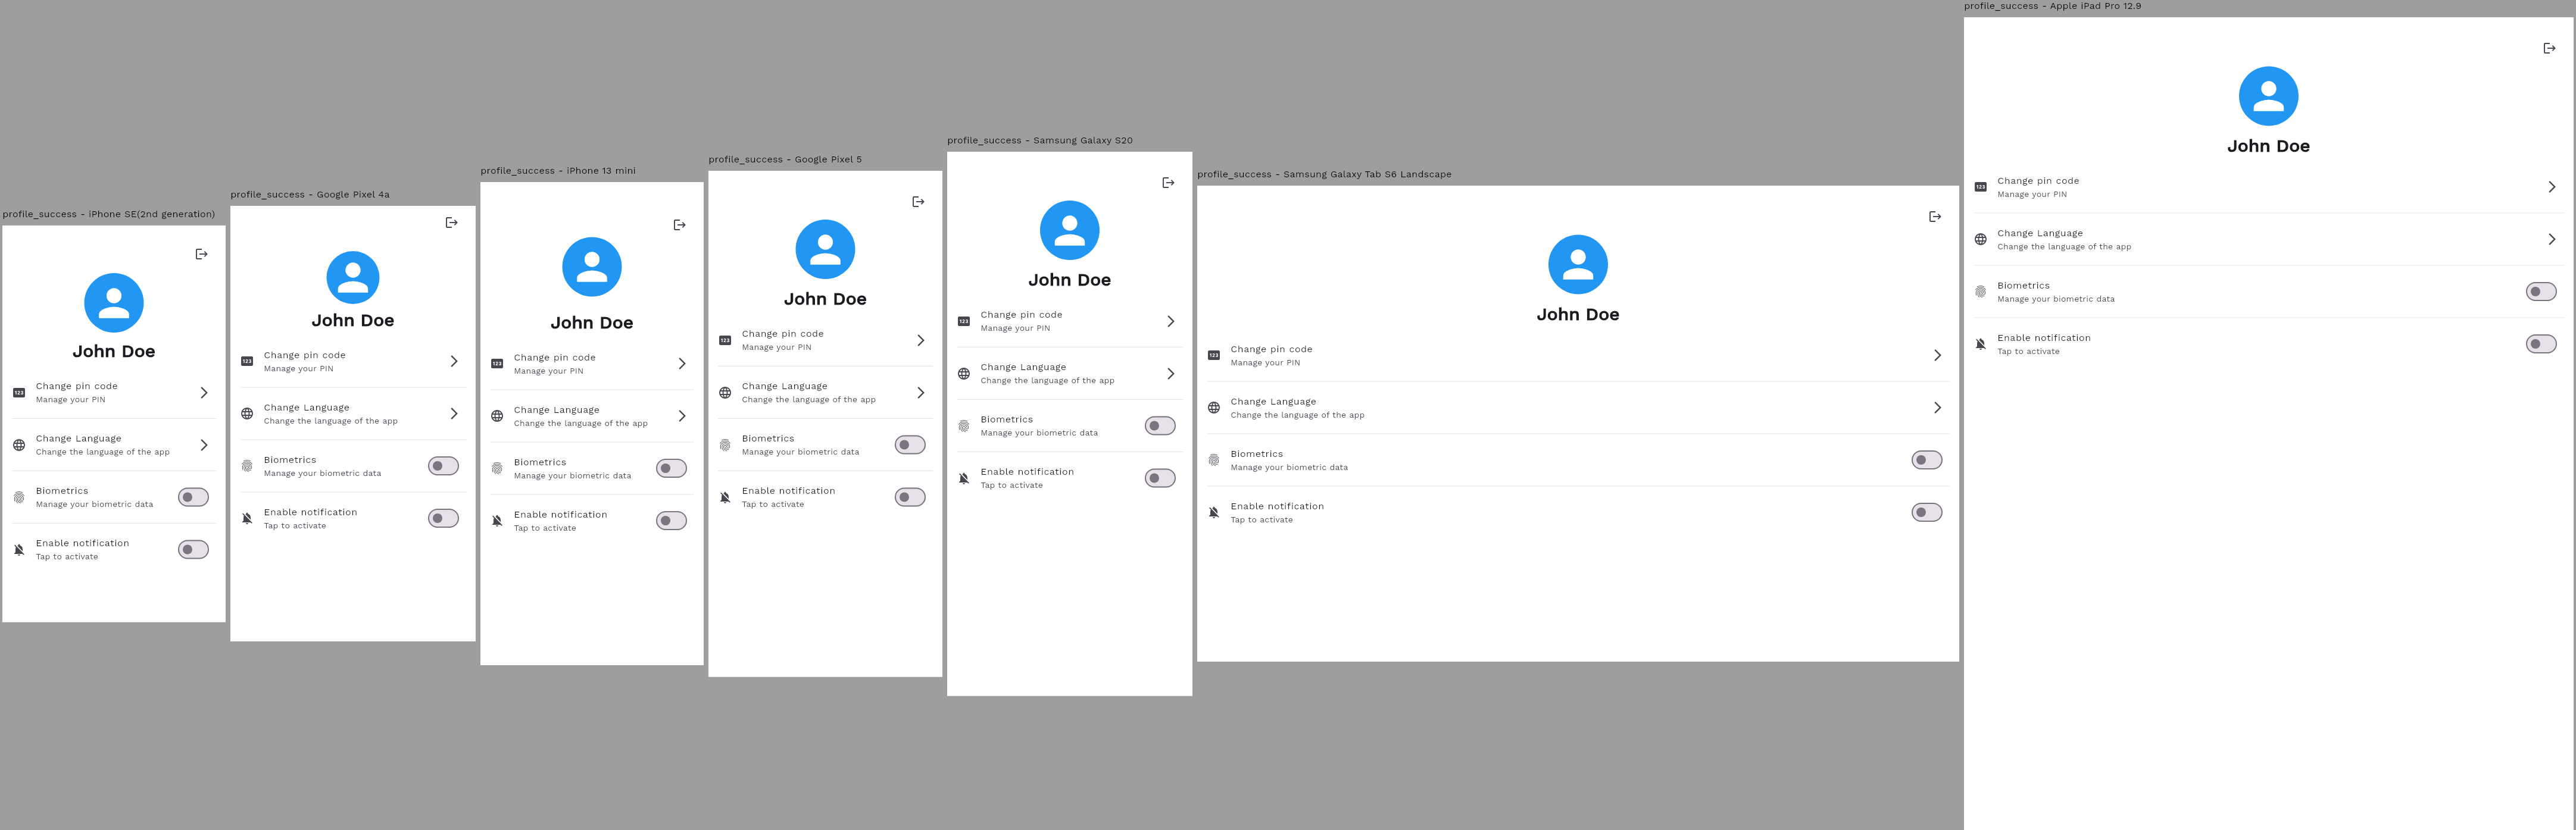 profile_success - iPhone SE(2nd generation)
John Doe
123
Change pin code
Manage your PIN
Change Language
Change the language of the app
Biometrics
Manage your biometric data
Enable notification
Tap to activate
profile_success - Google Pixel 4a
John Doe
123
Change pin code
Manage your PIN
Change Language
Change the language of the app
Biometrics
Manage your biometric data
Enable notification
Tap to activate
profile_success - iPhone 13 mini
John Doe
123
Change pin code
Manage your PIN
Change Language
Change the language of the app
Biometrics
Manage your biometric data
Enable notification
Tap to activate
profile_success - Google Pixel 5
John Doe
123
Change pin code
Manage your PIN
Change Language
Change the language of the app
Biometrics
Manage your biometric data
Enable notification
Tap to activate
profile_success - Samsung Galaxy S20
John Doe
123
Change pin code
Manage your PIN
Change Language
Change the language of the app
Biometrics
Manage your biometric data
Enable notification
Tap to activate
profile_success - Samsung Galaxy Tab S6 Landscape
John Doe
123
Change pin code
Manage your PIN
Change Language
Change the language of the app
Biometrics
Manage your biometric data
Enable notification
Tap to activate
profile_success - Apple iPad Pro 12.9
John Doe
123
Change pin code
Manage your PIN
Change Language
Change the language of the app
Biometrics
Manage your biometric data
Enable notification
Tap to activate